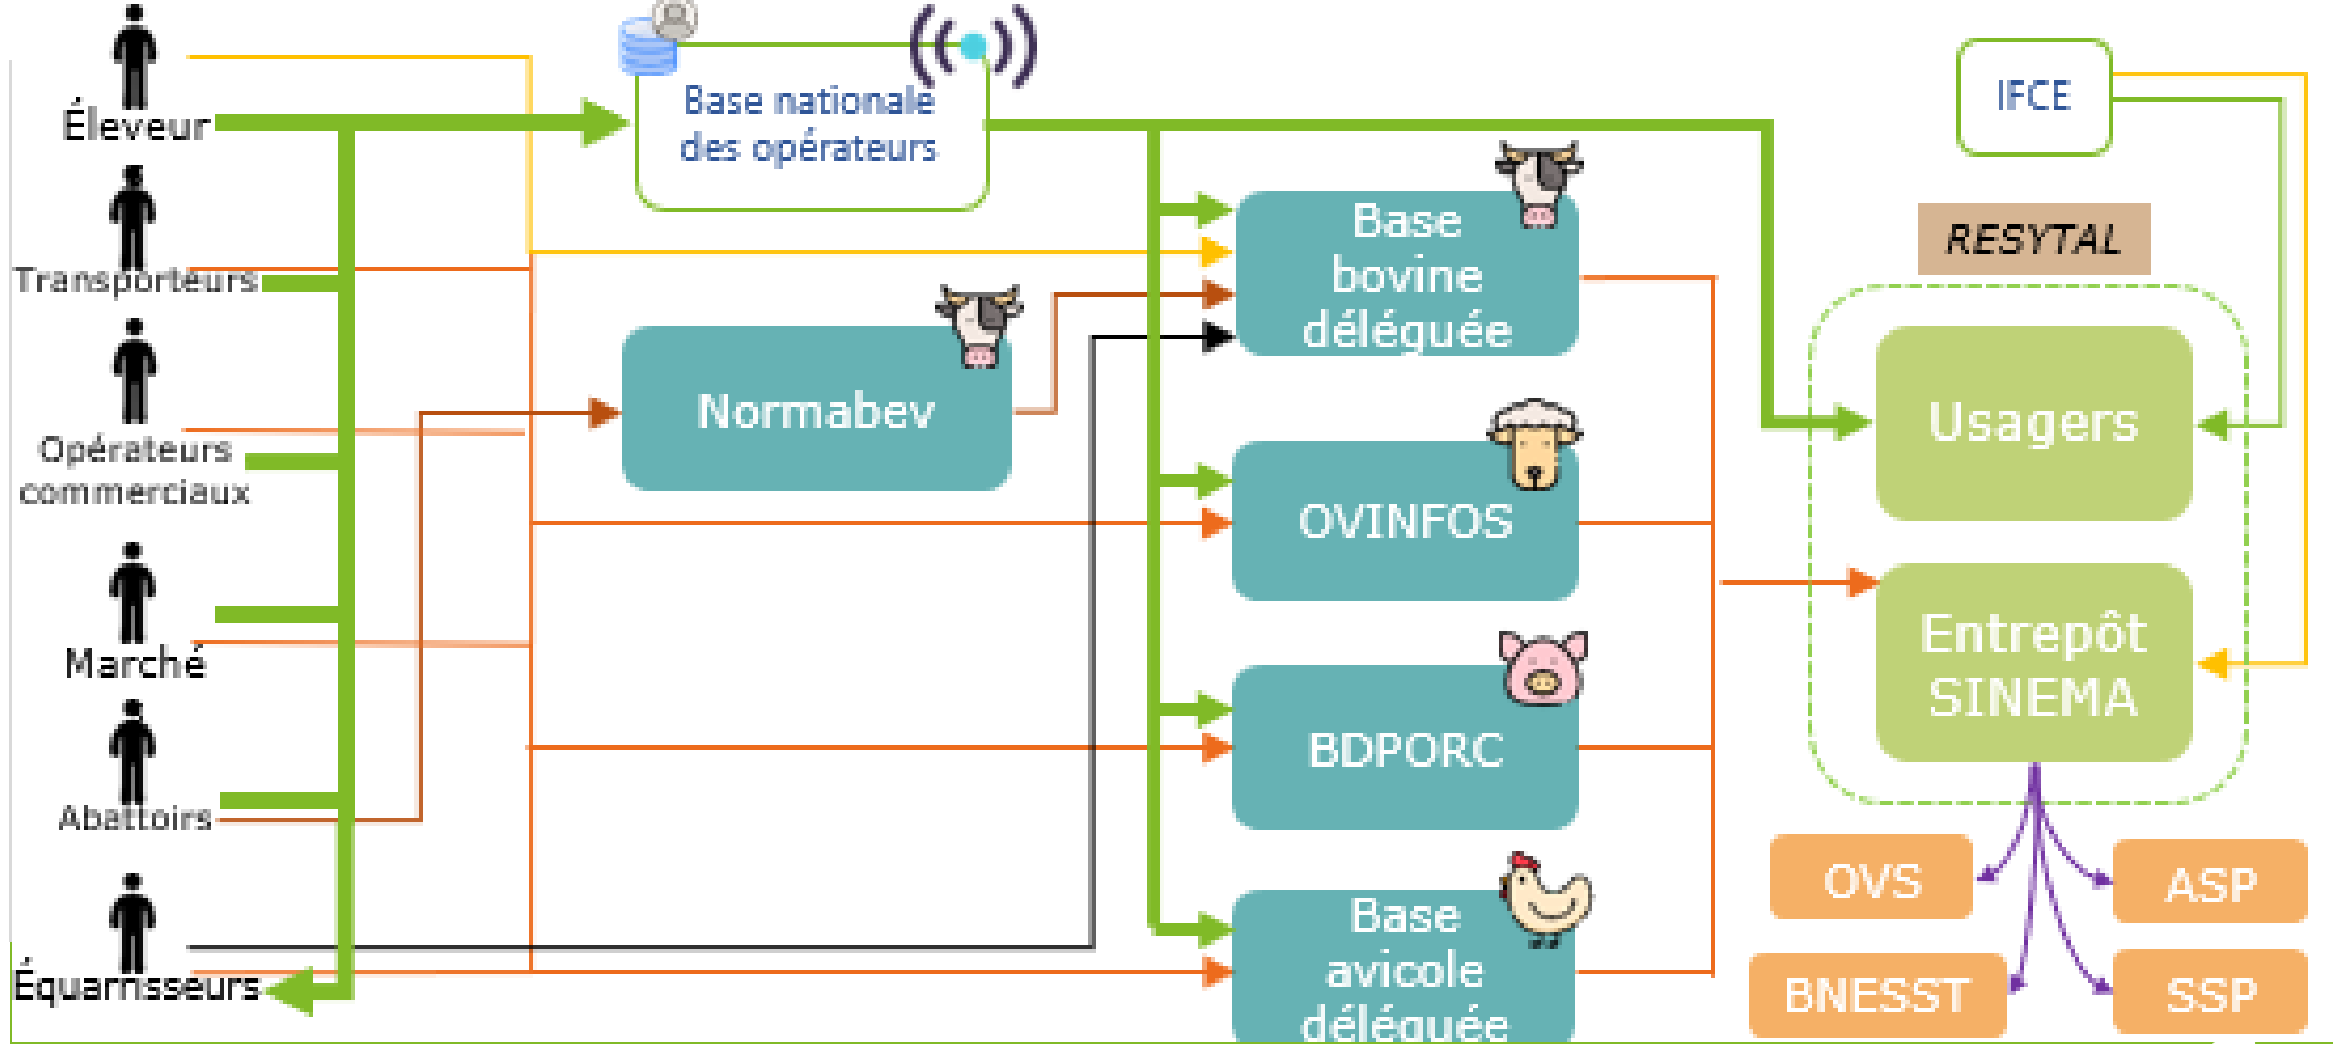 Éleveur
Transporteurs
Opérateurs
commerciaux
Marché
Abattoirs
Équarrisseurs
Base nationale
des opérateurs
Normabev
Base
bovine
déléguée
OVINFOS
BDPORC
Base
avicole
déléguée
IFCE
RESYTAL
Usagers
Entrepôt
SINEMA
OVS
ASP
BNESST
SSP